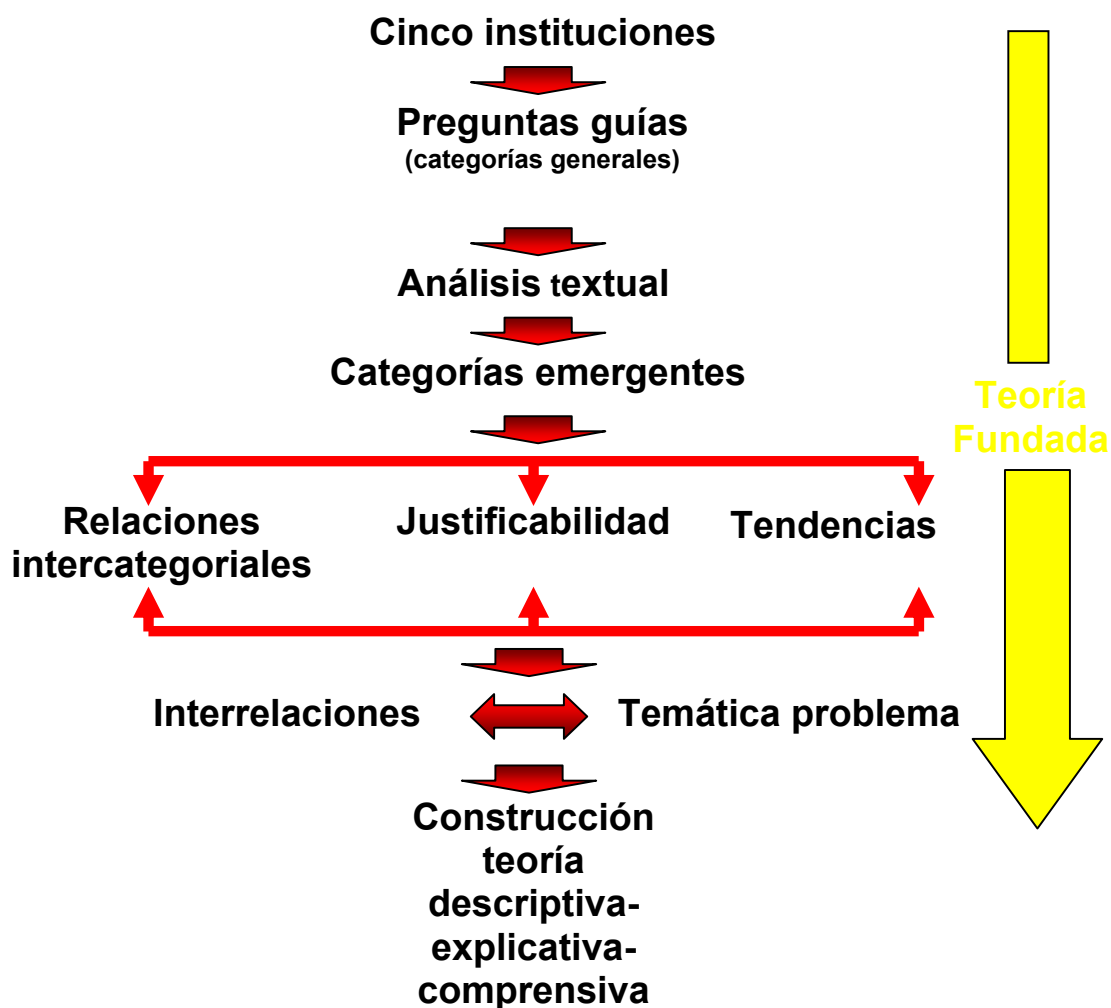 Cinco instituciones
Preguntas guías
(categorías generales)
Análisis textual
Categorías emergentes
Teoría
Fundada
Relaciones
intercategoriales
Justificabilidad
Tendencias
Interrelaciones
Temática problema
Construcción
teoría
descriptiva-
explicativa-
comprensiva